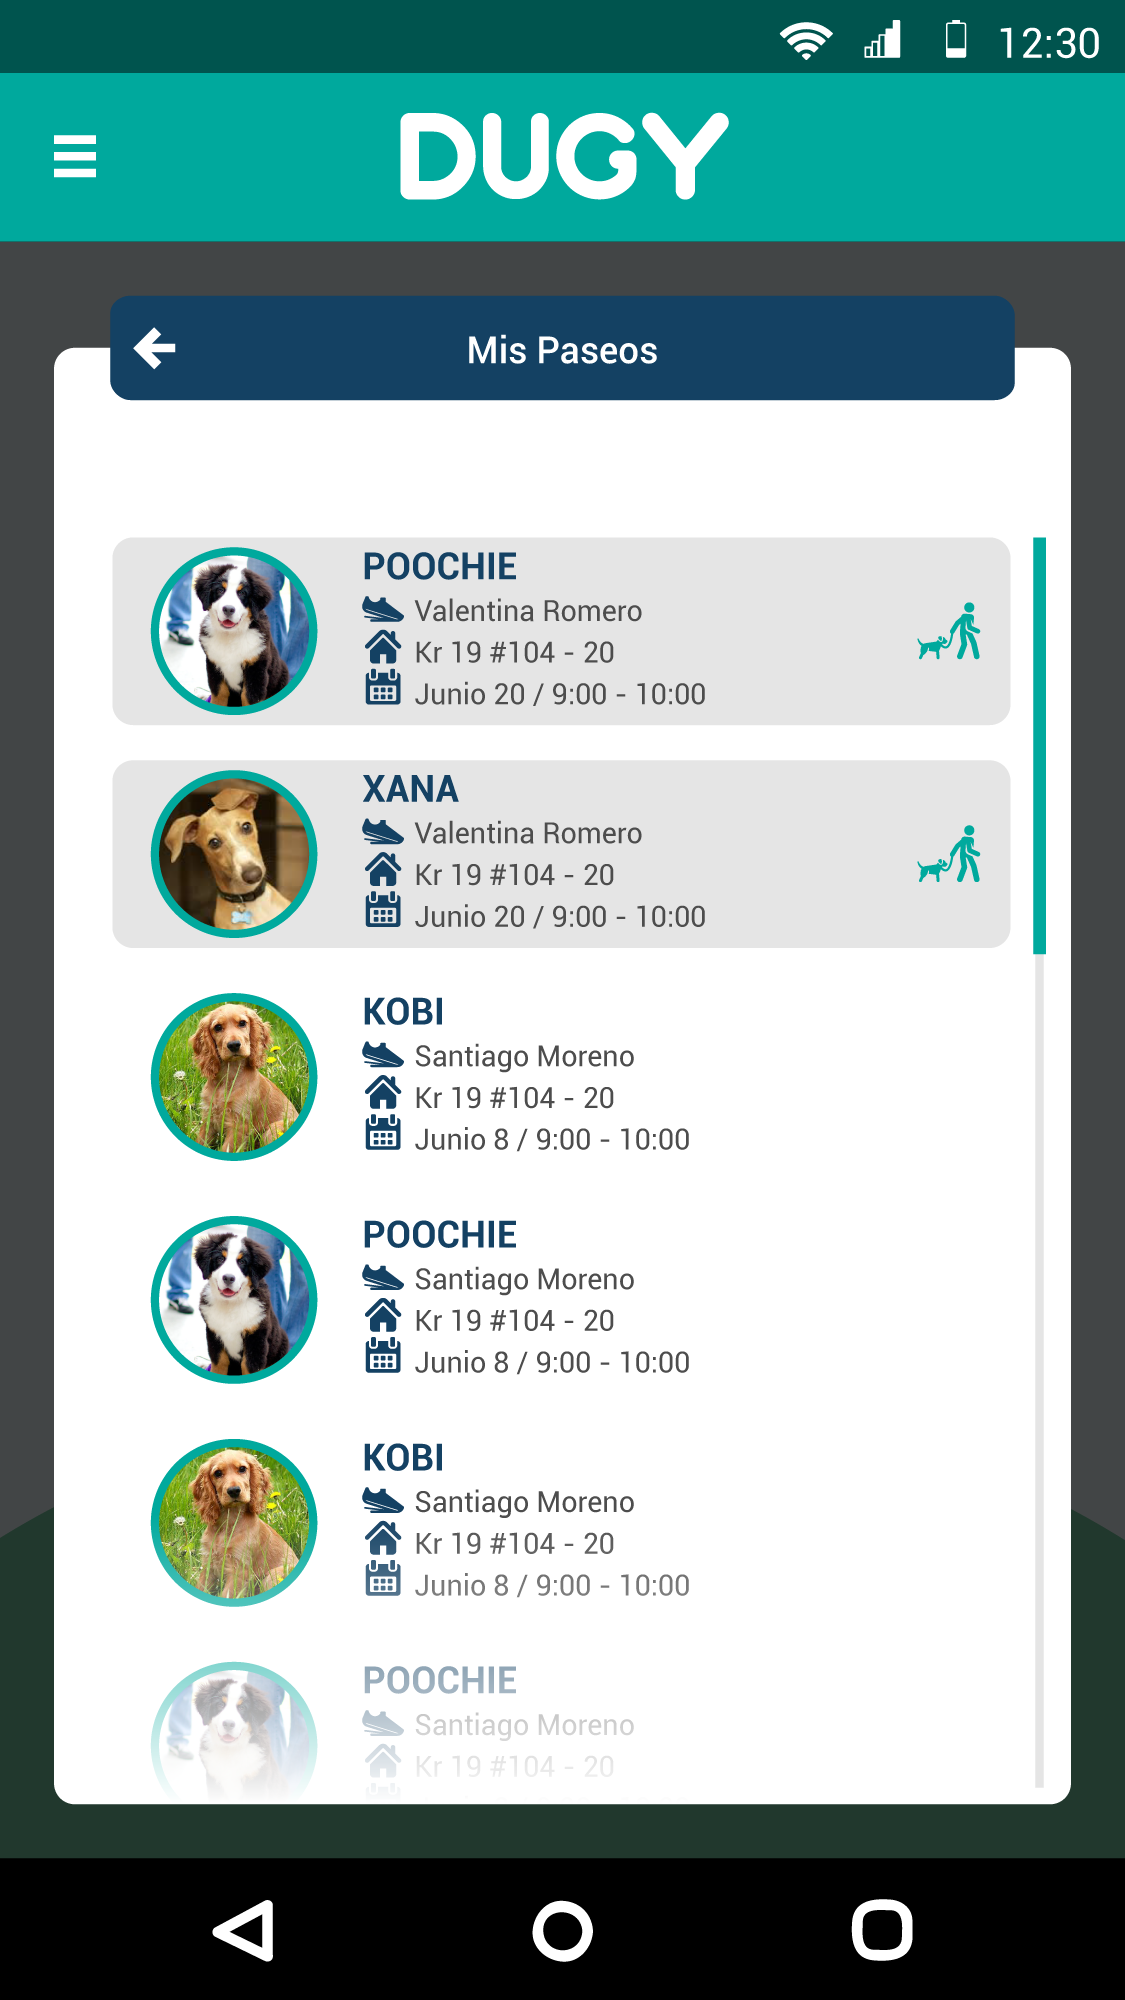 12:30
DUGY
Mis Paseos
POOCHIE
Valentina Romero
Kr 19 #104 - 20
Junio 20 / 9:00 - 10:00
XANA
Valentina Romero
Kr 19 #104 - 20
Junio 20 / 9:00 - 10:00
KOBI
Santiago Moreno
Kr 19 #104 - 20
Junio 8 / 9:00 - 10:00
POOCHIE
Santiago Moreno
Kr 19 #104 - 20
Junio 8 / 9:00 - 10:00
KOBI
Santiago Moreno
Kr 19 #104 - 20
Junio 8 / 9:00 - 10:00
POOCHIE
Santiago Moreno
Kr 19 #104 - 20